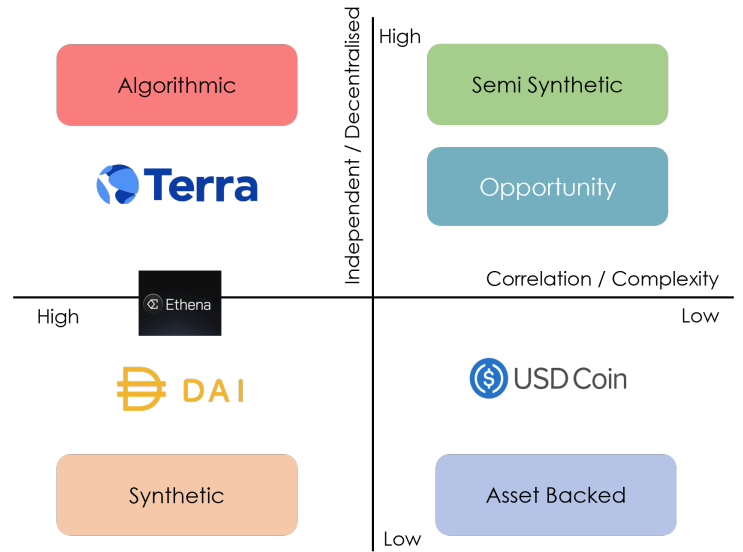 High
Independent / Decentralised
Algorithmic
Semi Synthetic
Terra
Opportunity
Correlation / Complexity
Ethena
High
Low
DAI
USD Coin
Synthetic
Asset Backed
Low